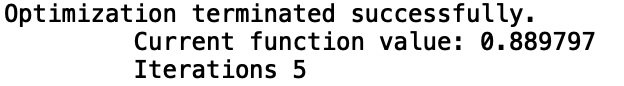 Optimization terminated successfully.
Current function value: 0.889797
Iterations 5